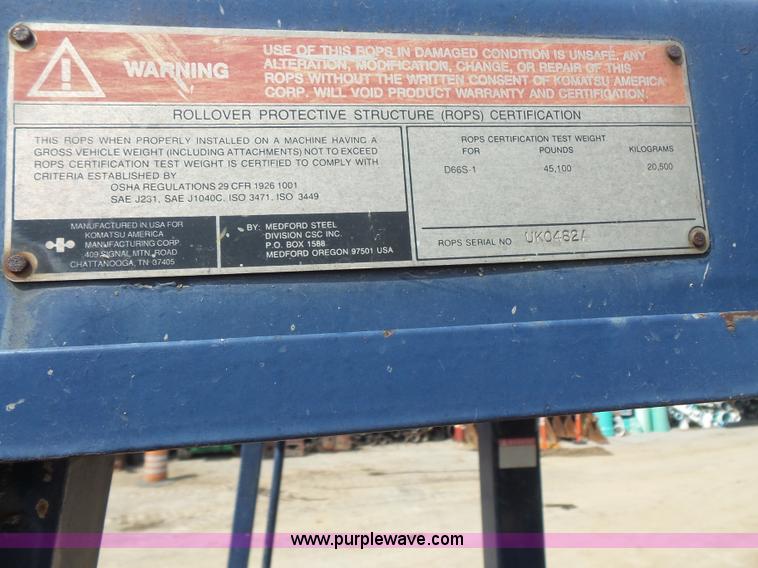 WARNING
USE OF THIS ROPS IN DAMAGED CONDITION IS UNSAFE. ANY
ALTERATION, MODIFICATION, CHANGE, OR REPAIR OF THIS
ROPS WITHOUT THE WRITTEN CONSENT OF KOMATSU AMERICA
CORP. WILL VOID PRODUCT WARRANTY AND CERTIFICATION.
ROLLOVER PROTECTIVE STRUCTURE (ROPS) CERTIFICATION
THIS ROPS WHEN PROPERLY INSTALLED ON A MACHINE HAVING A
GROSS VEHICLE WEIGHT (INCLUDING ATTACHMENTS) NOT TO EXCEED
ROPS CERTIFICATION TEST WEIGHT IS CERTIFIED TO COMPLY WITH
CRITERIA ESTABLISHED BY
OSHA REGULATIONS 29 CFR 1926 1001
SAE J231, SAE J1040C, ISO 3471, ISO 3449
ROPS CERTIFICATION TEST WEIGHT
FOR POUNDS KILOGRAMS
D66S-1 45,100 20,500
MANUFACTURED IN USA FOR
KOMATSU AMERICA
MANUFACTURING CORP.
409 SIGNAL MTN. ROAD
CHATTANOOGA, TN 37405
BY: MEDFORD STEEL
DIVISION CSC INC.
P.O. BOX 1588
MEDFORD OREGON 97501 USA
ROPS SERIAL NO UK0482A
www.purplewave.com